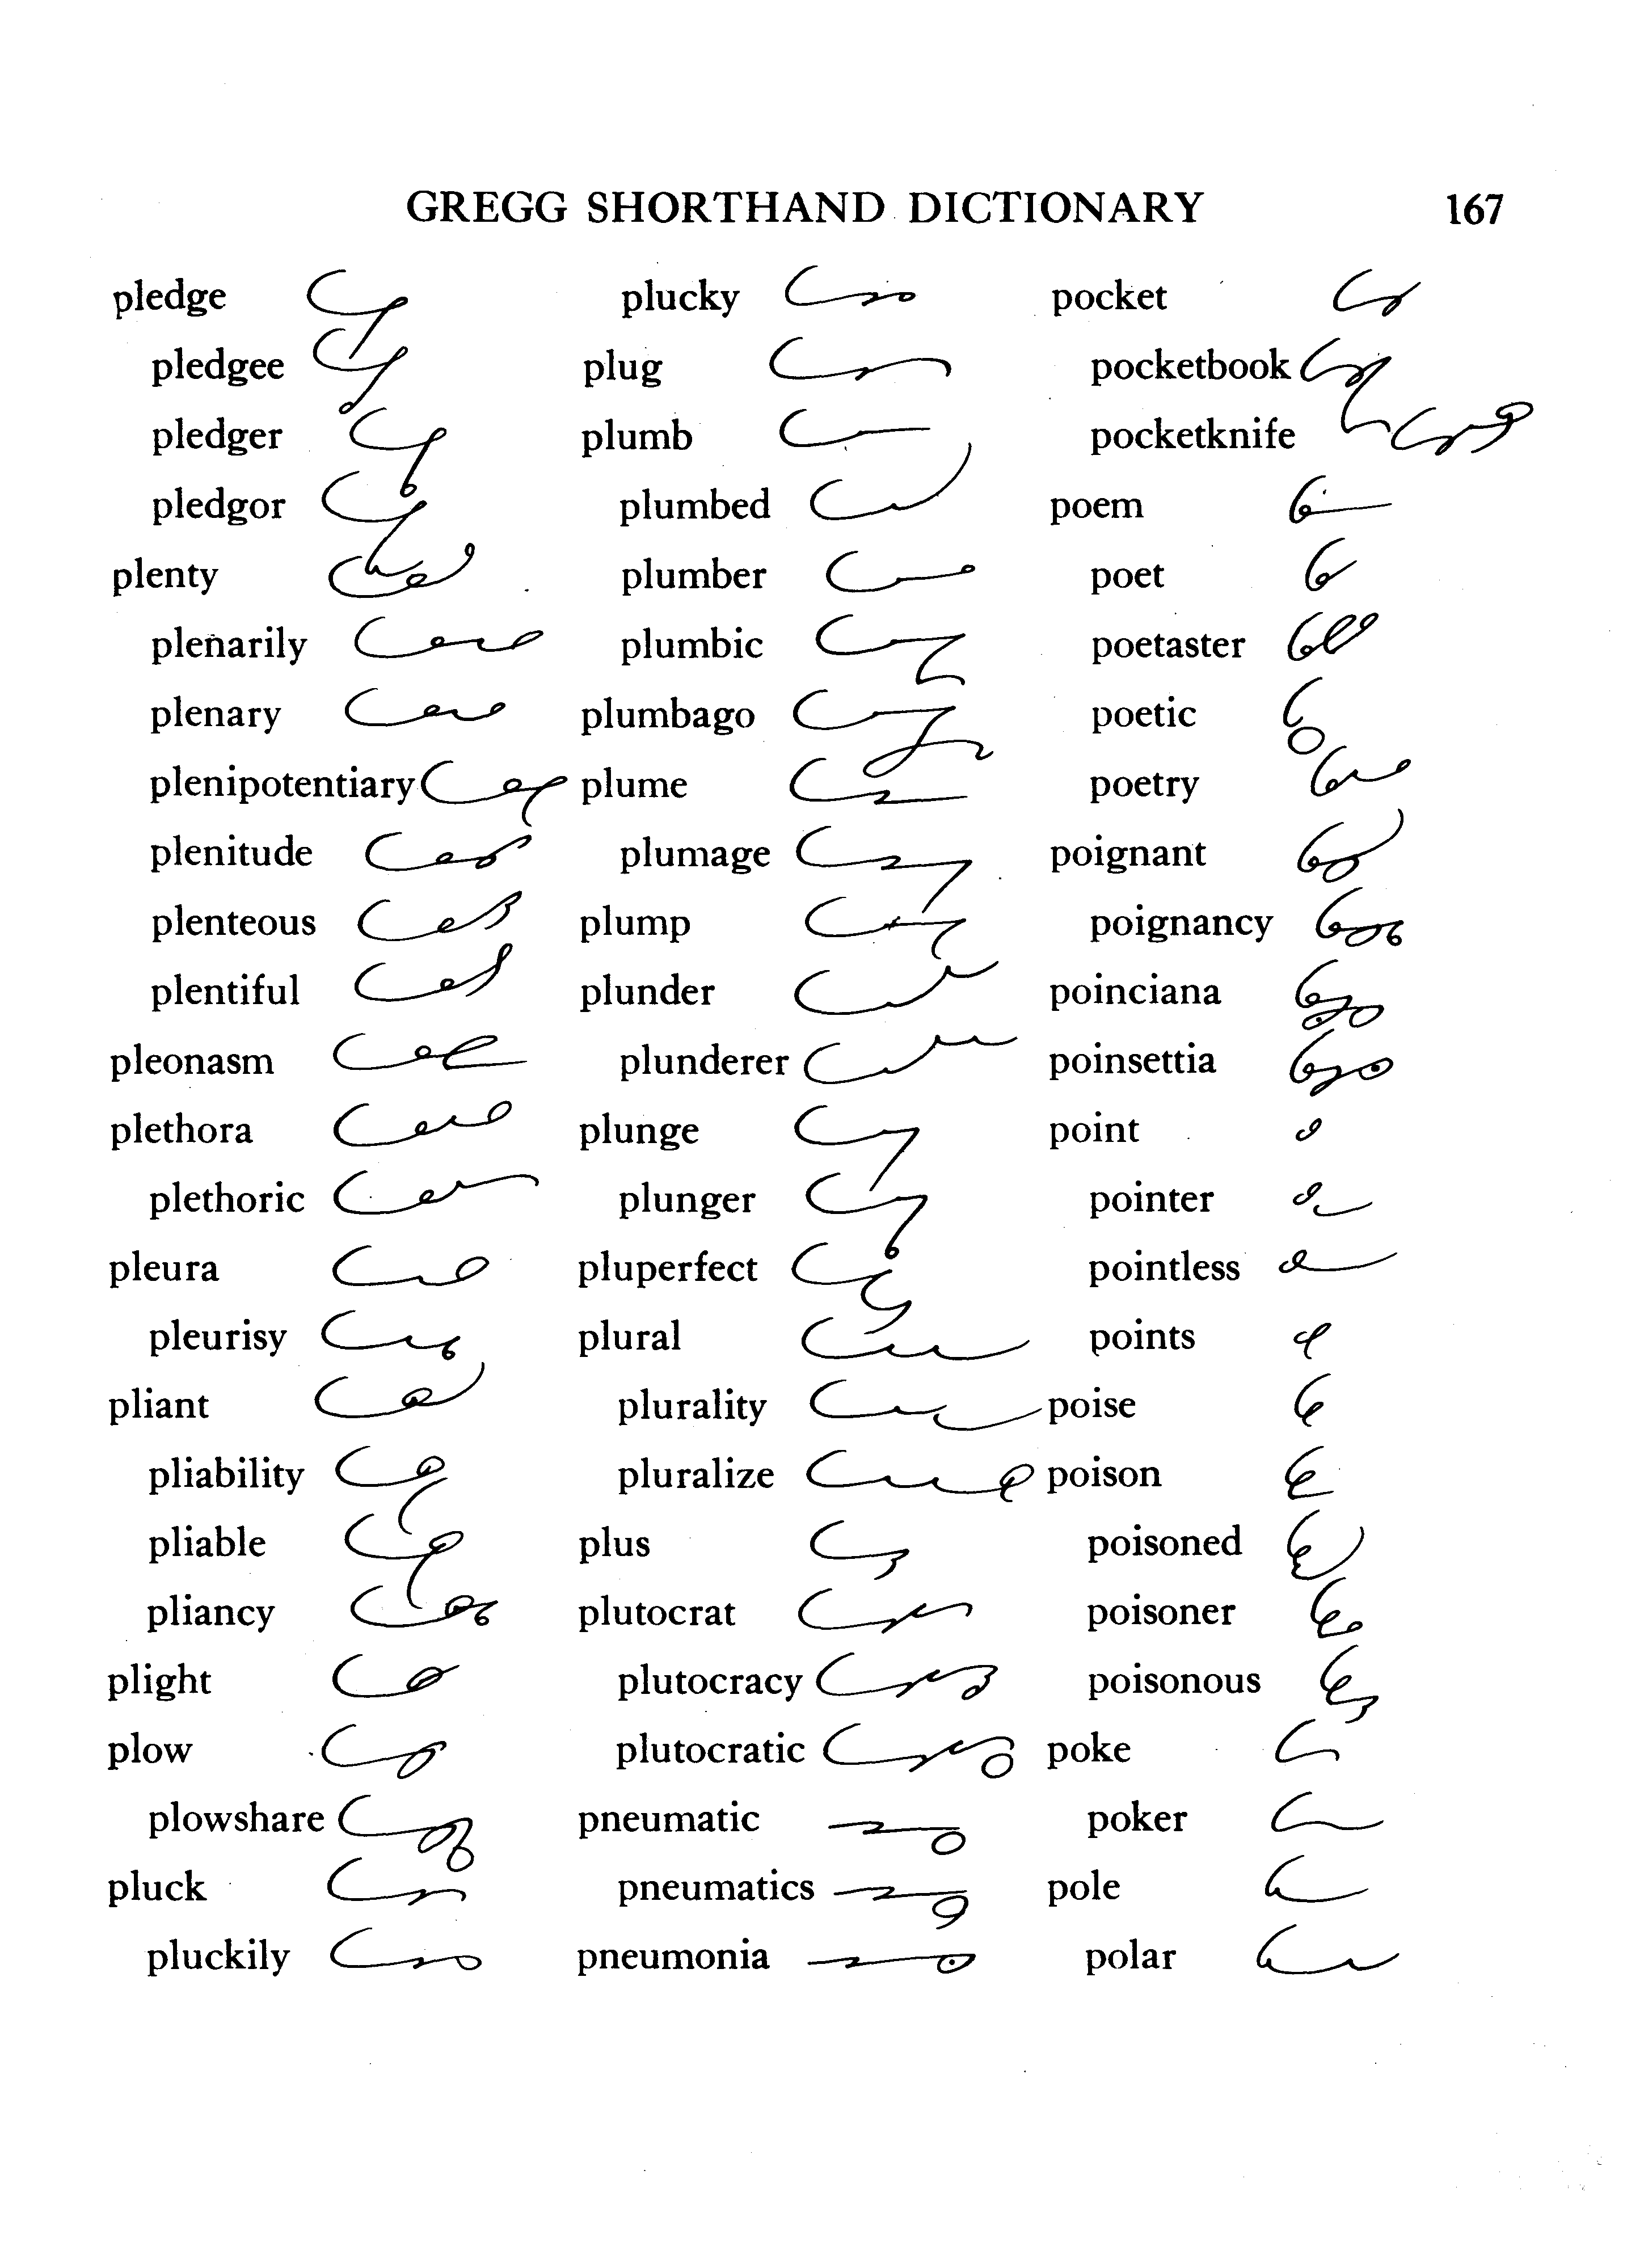 GREGG SHORTHAND DICTIONARY 167
pledge
pledgee
pledger
pledgor
plenty
plenarily
plenary
plenipotentiary
plenitude
plenteous
plentiful
pleonasm
plethora
plethoric
pleura
pleurisy
pliant
pliability
pliable
pliancy
plight
plow
plowshare
pluck
pluckily
plucky
plug
plumb
plumbed
plumber
plumbic
plumbago
plume
plumage
plump
plunder
plunderer
plunge
plunger
pluperfect
plural
plurality
pluralize
plus
plutocrat
plutocracy
plutocratic
pneumatic
pneumatics
pneumonia
pocket
pocketbook
pocketknife
poem
poet
poetaster
poetic
poetry
poignant
poignancy
poinciana
poinsettia
point
pointer
pointless
points
poise
poison
poisoned
poisoner
poisonous
poke
poker
pole
polar